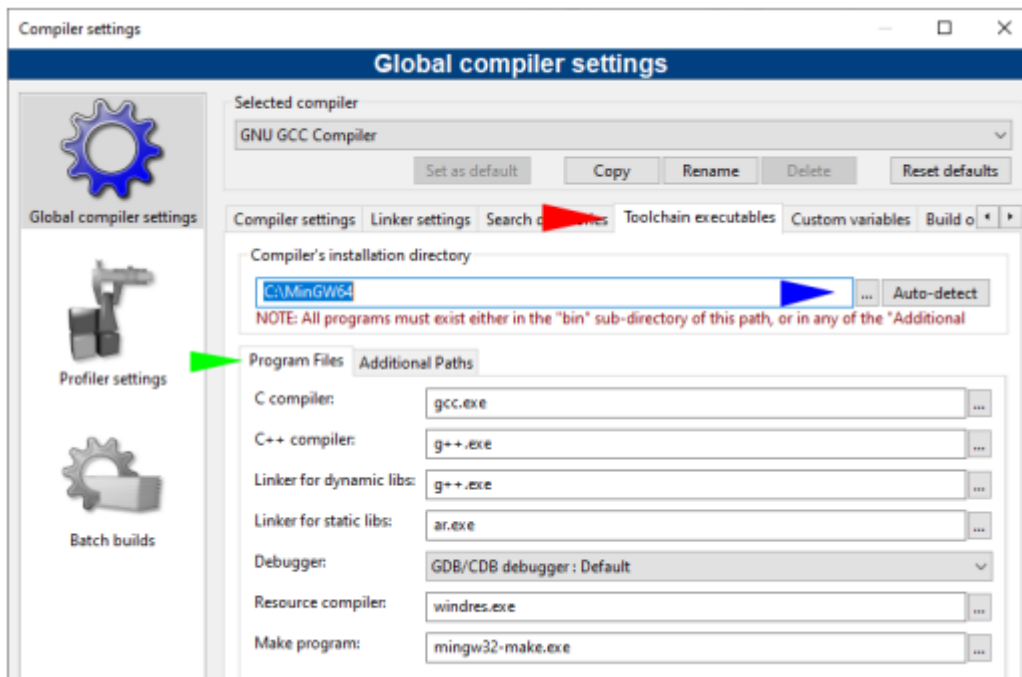 Compiler settings
Global compiler settings
Selected compiler
GNU GCC Compiler
Set as default Copy Rename Delete Reset defaults
Global compiler settings
Compiler settings Linker settings Search Toolchain executables Custom variables Build o
Compiler's installation directory
C:\MinGW64 ... Auto-detect
NOTE: All programs must exist either in the "bin" sub-directory of this path, or in any of the "Additional
Profiler settings
Program Files Additional Paths
C compiler: gcc.exe ...
C++ compiler: g++.exe ...
Linker for dynamic libs: g++.exe ...
Linker for static libs: ar.exe ...
Batch builds
Debugger: GDB/CDB debugger : Default
Resource compiler: windres.exe ...
Make program: mingw32-make.exe ...